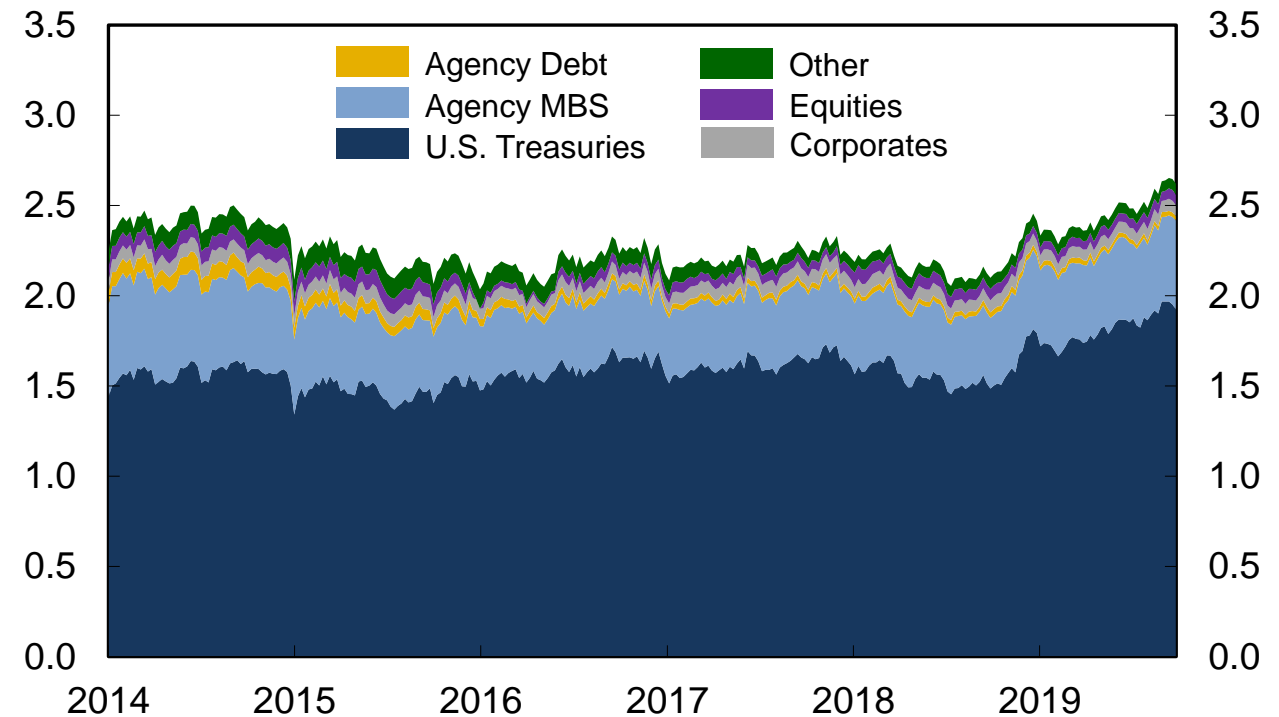 3.5 3.5
Agency Debt Other
3.0 Agency MBS Equities 3.0
U.S. Treasuries Corporates
2.5 2.5
2.0 2.0
1.5 1.5
1.0 1.0
0.5 0.5
0.0 0.0
2014 2015 2016 2017 2018 2019